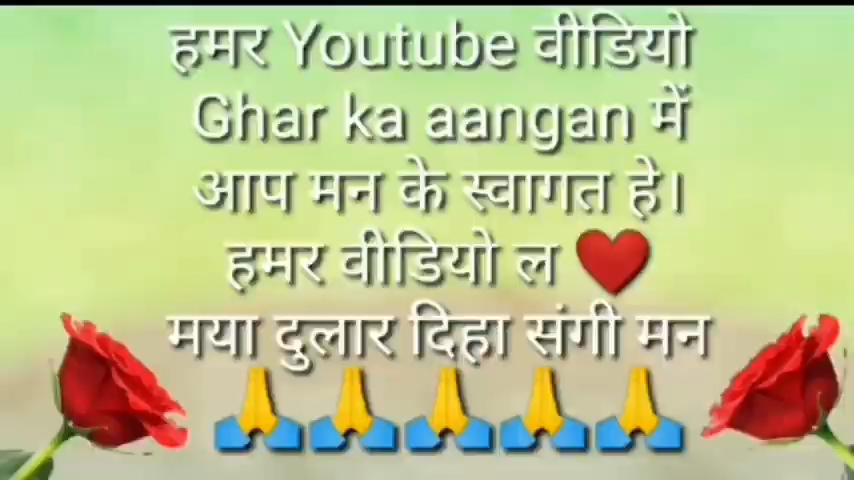 हमर Youtube वीडियो
Ghar ka aangan में
आप मन के स्वागत हे।
हमर वीडियो ल ❤️
मया दुलार दिहा संगी मन
🙏🙏🙏🙏🙏